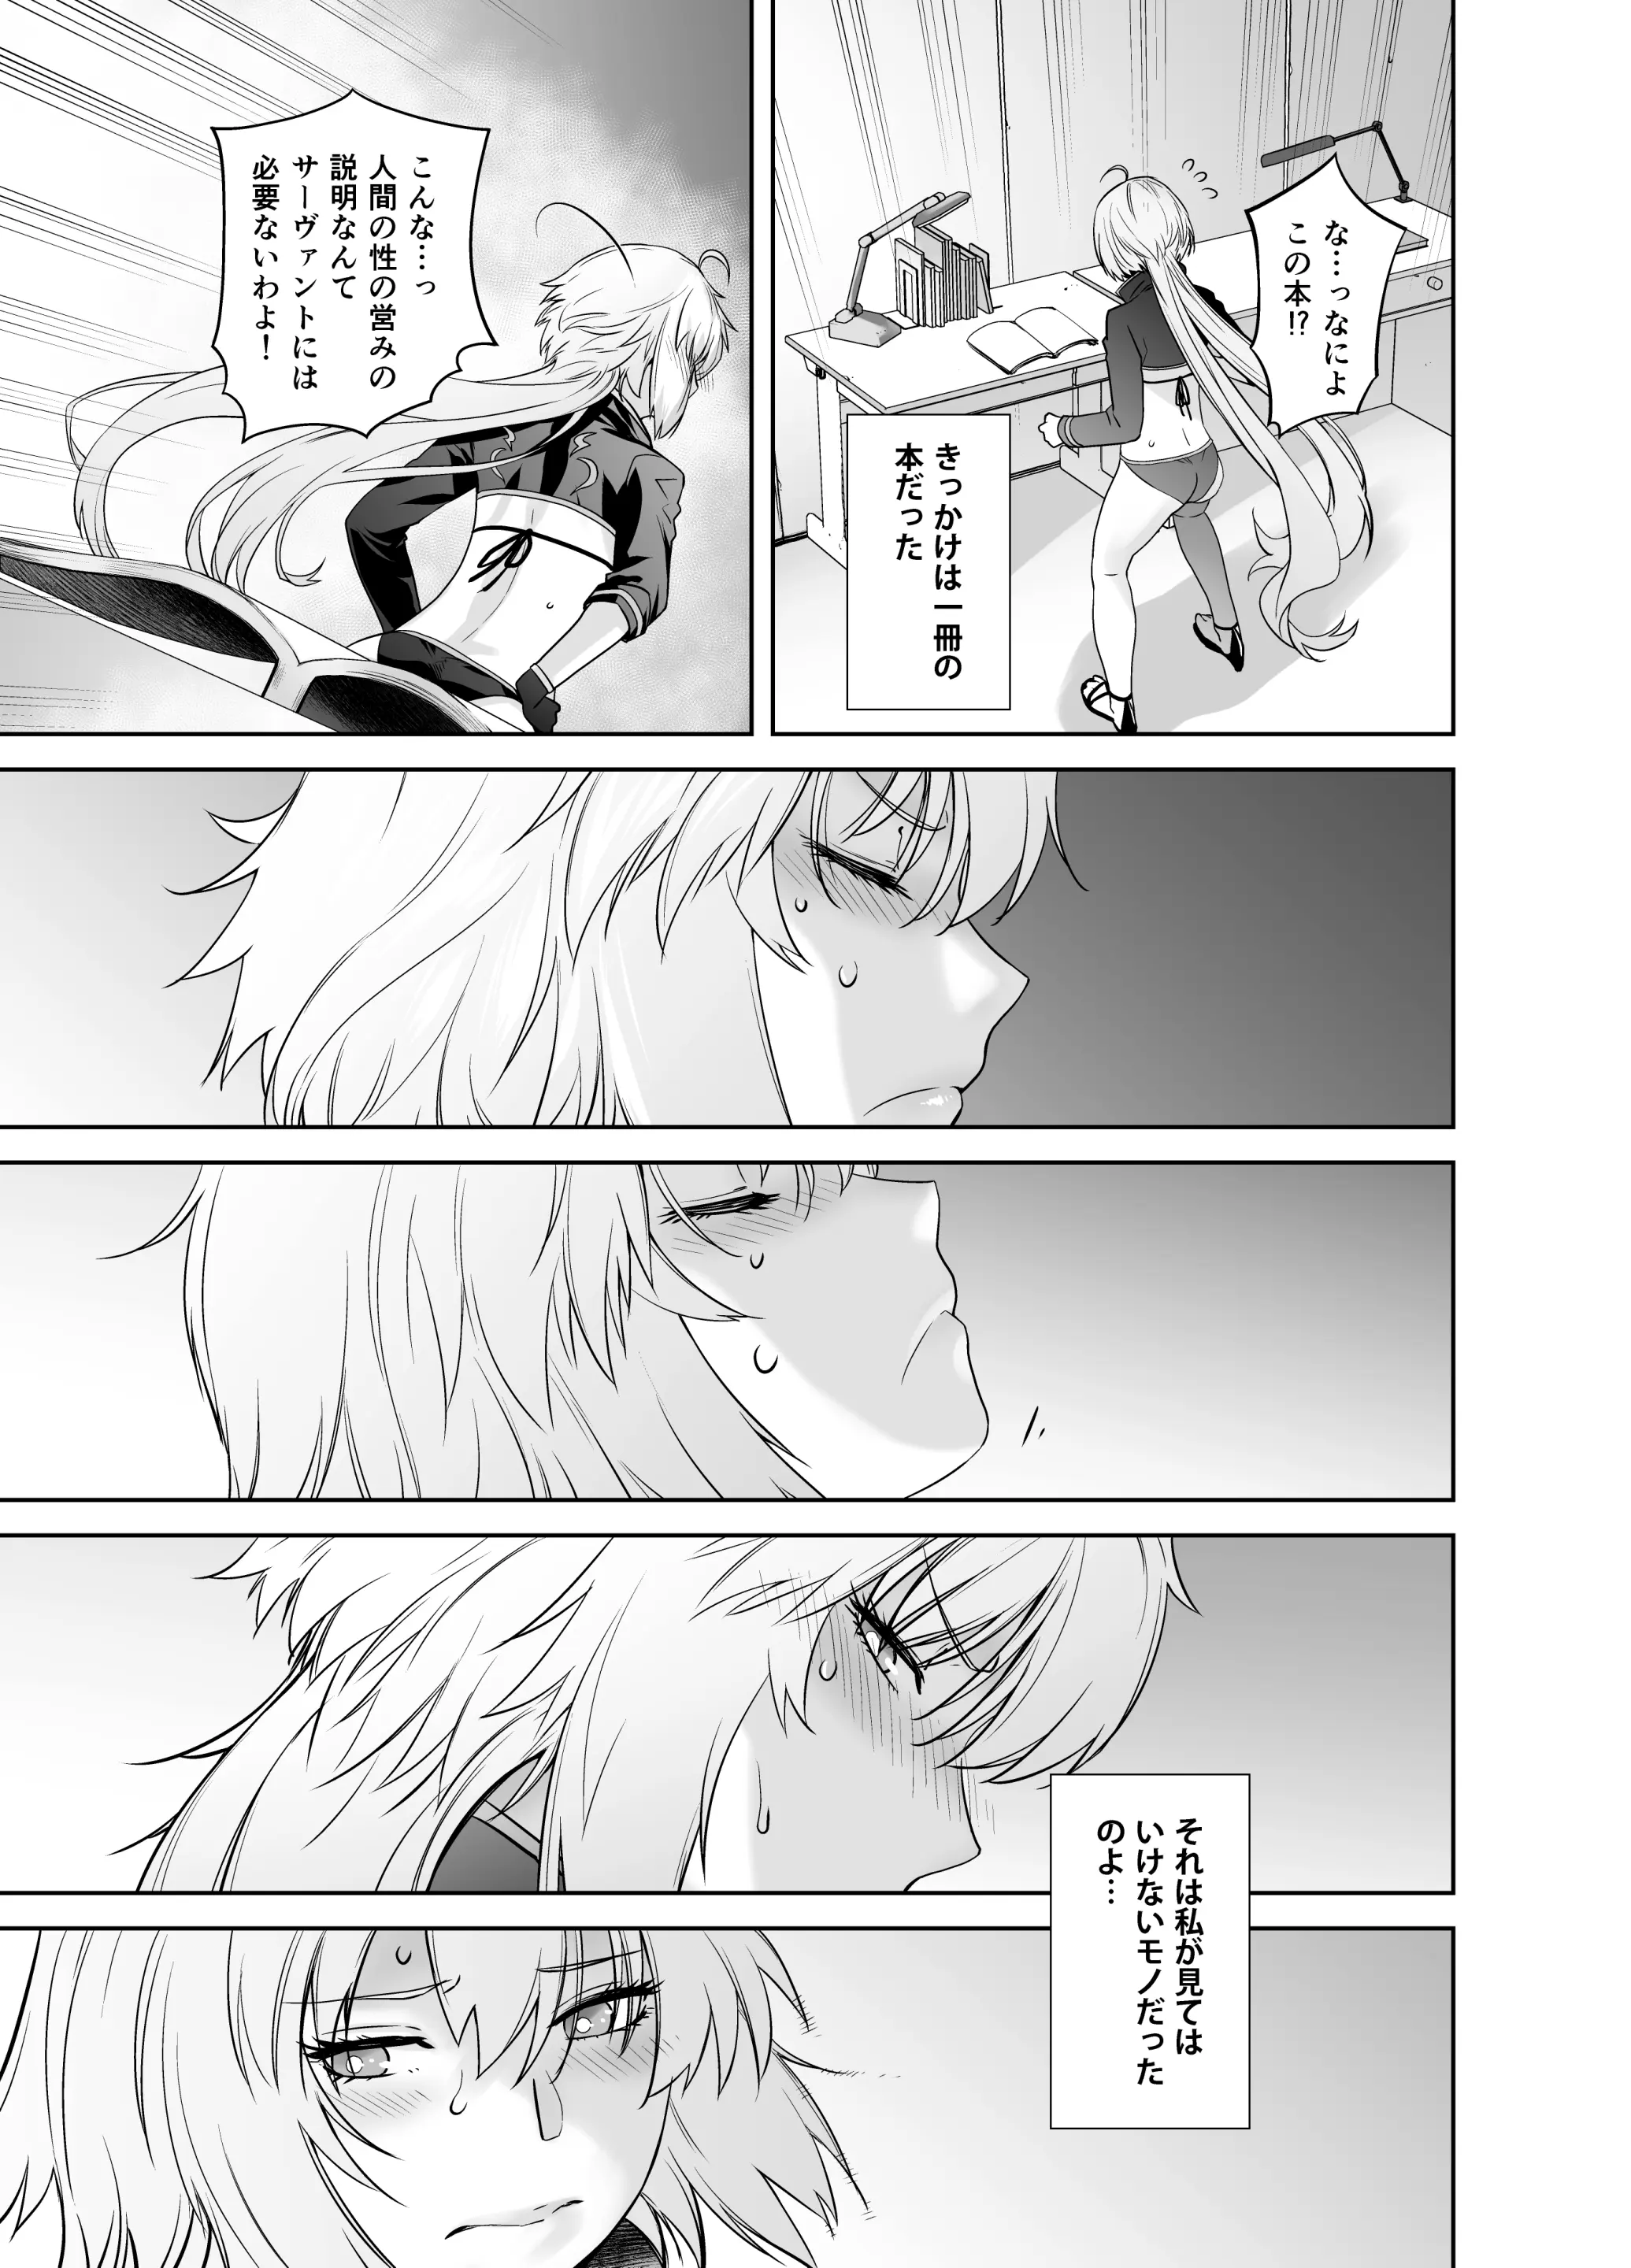 な…っなによ
この本!?
きっかけは一冊の
本だった
こんな…っ
人間の性の営みの
説明なんて
サーヴァントには
必要ないわよ！
それは私が見ては
いけないモノだった
のよ…